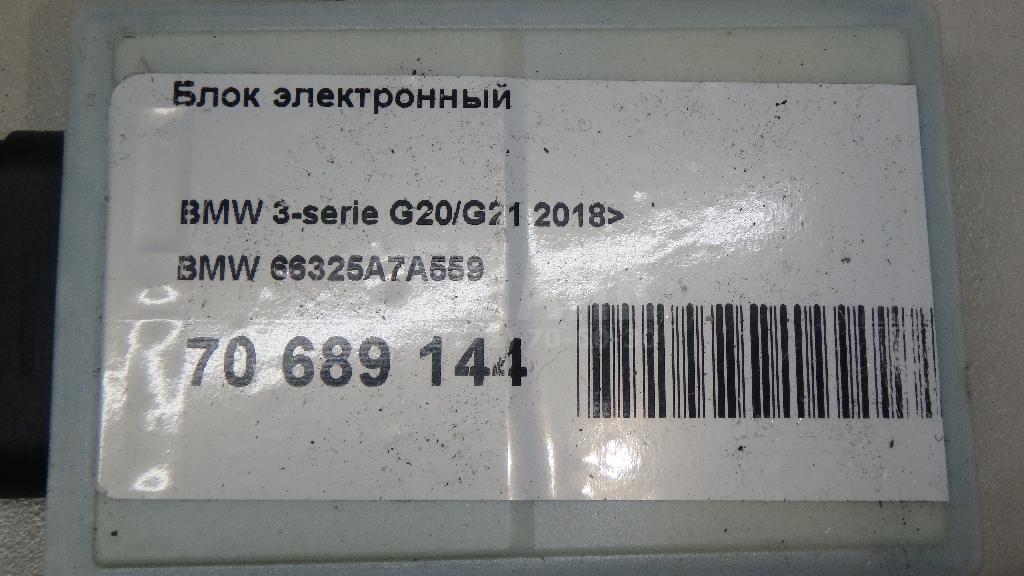 Блок электронный
BMW 3-serie G20/G21 2018>
BMW 66325A7A559
70 689 144